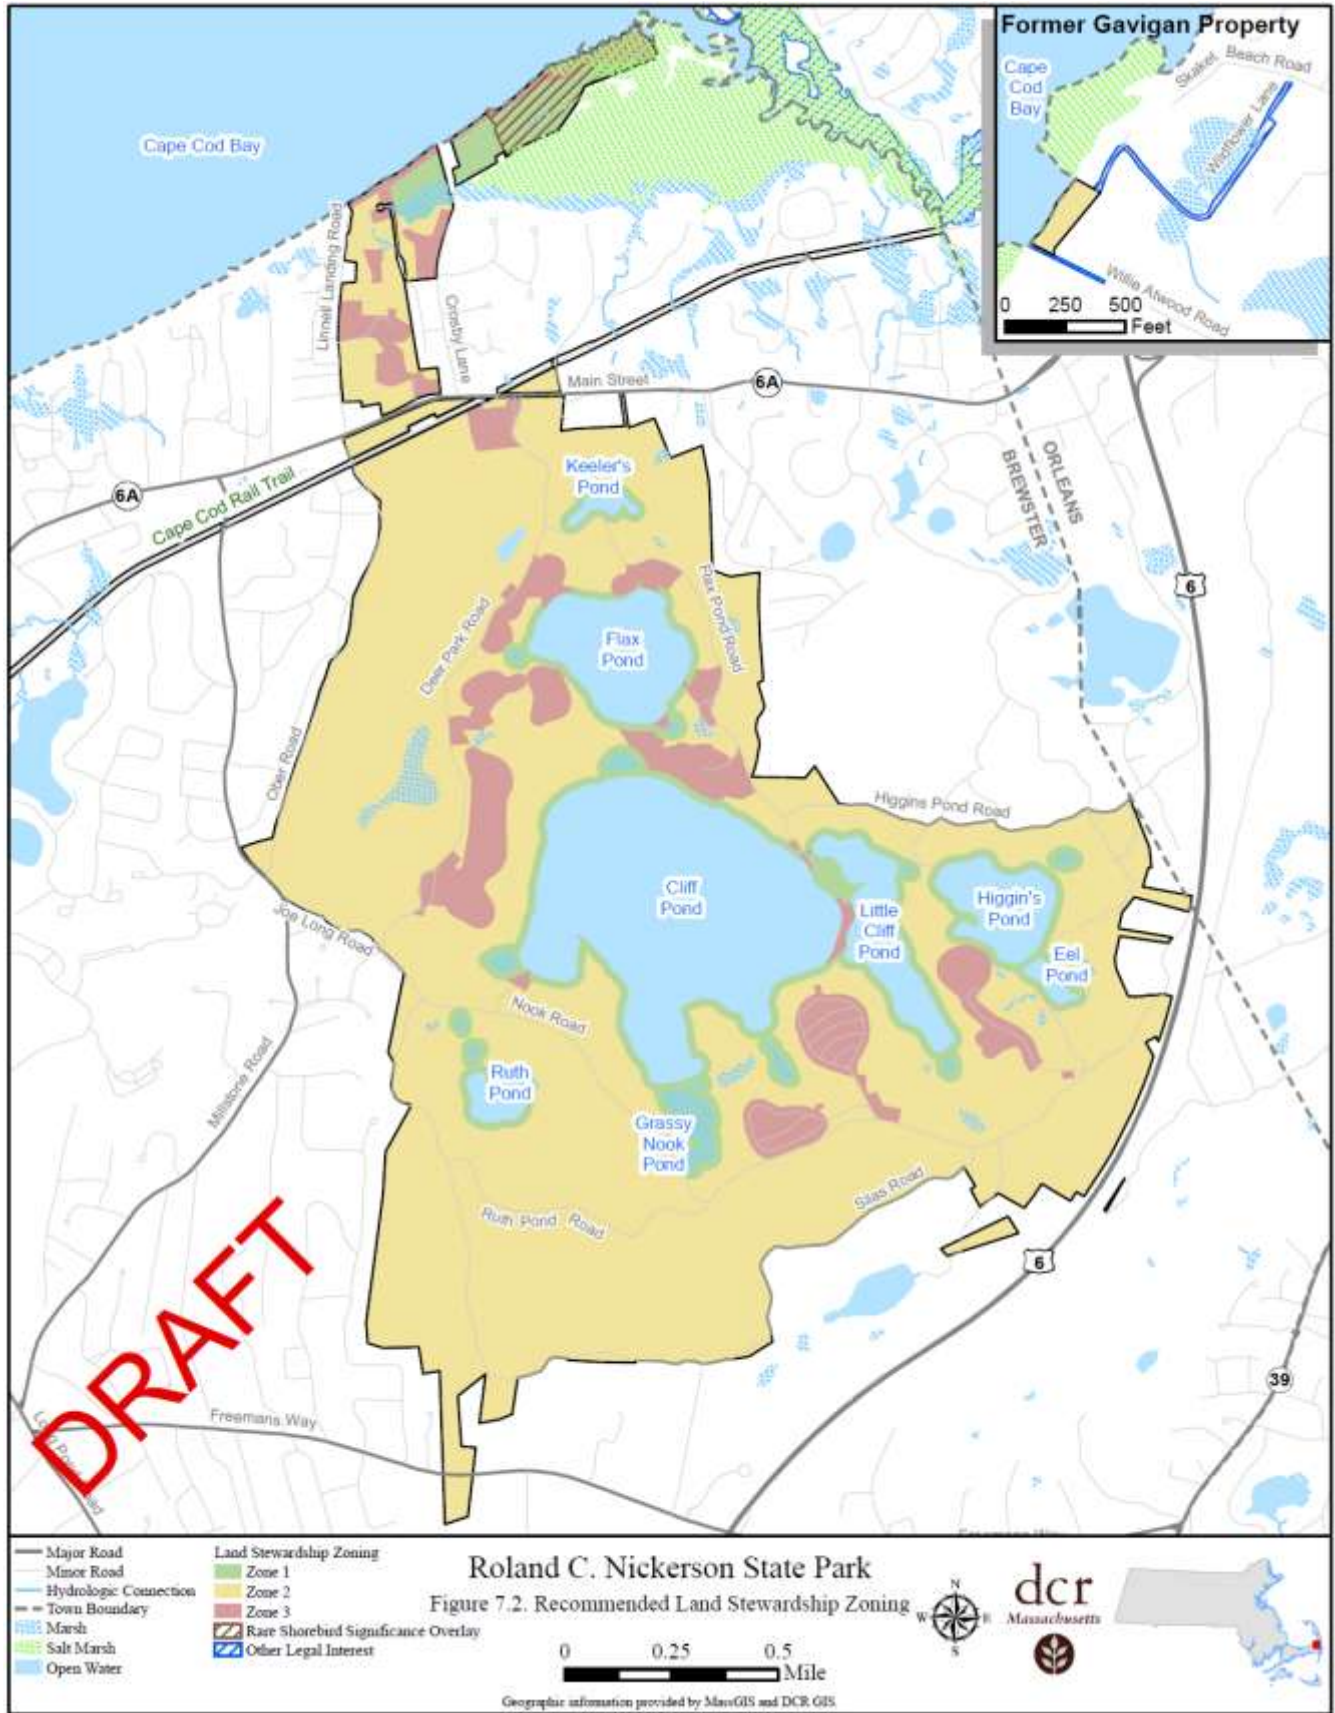 Former Gavigan Property
Cape
Cod
Bay
Skaket Beach Road
Wildflower Lane
Willie Atwood Road
0 250 500
Feet
Cape Cod Bay
Linnell Landing Road
Crosby Lane
Main Street
6A
6A
Cape Cod Rail Trail
ORLEANS
BREWSTER
6
Keeler's
Pond
Flax Pond Road
Deer Park Road
Flax
Pond
Ober Road
Higgins Pond Road
Cliff
Pond
Little
Cliff
Pond
Higgin's
Pond
Eel
Pond
Joe Long Road
Nook Road
Millstone Road
Ruth
Pond
Grassy
Nook
Pond
Silas Road
Ruth Pond Road
6
39
DRAFT
Freemans Way
Long Pond Road
Freemans Way
Major Road
Minor Road
Hydrologic Connection
Town Boundary
Marsh
Salt Marsh
Open Water
Land Stewardship Zoning
Zone 1
Zone 2
Zone 3
Rare Shorebird Significance Overlay
Other Legal Interest
Roland C. Nickerson State Park
Figure 7.2. Recommended Land Stewardship Zoning
0 0.25 0.5
Mile
Geographic information provided by MassGIS and DCR GIS.
N
W E
S
dcr
Massachusetts